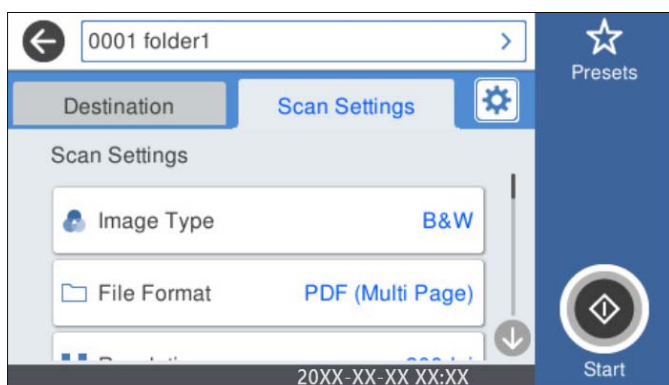 0001 folder1
Presets
Destination
Scan Settings
Scan Settings
Image Type
B&W
File Format
PDF (Multi Page)
20XX-XX-XX XX:XX
Start